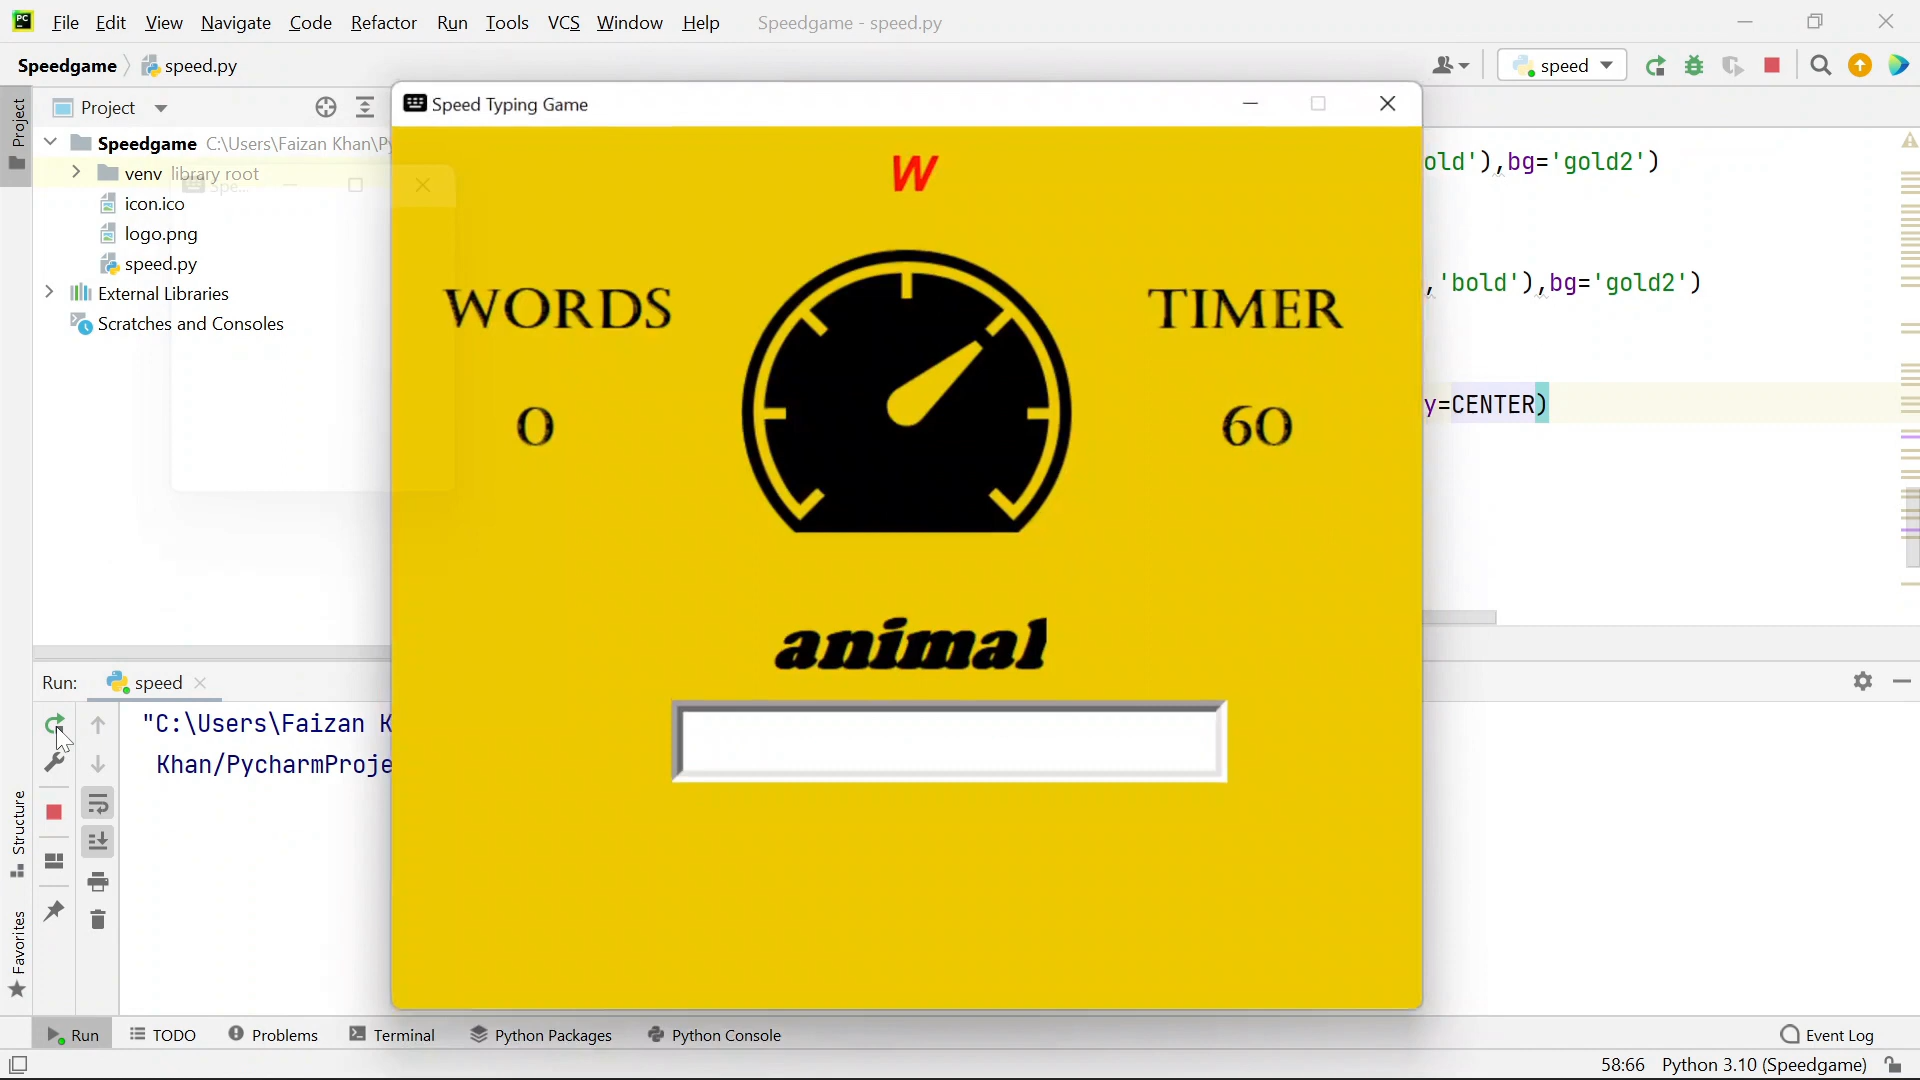 File Edit View Navigate Code Refactor Run Tools VCS Window Help Speedgame - speed.py
Speedgame speed.py speed
Project
Project
Speedgame C:\Users\Faizan Khan\Py
venv library root
icon.ico
logo.png
speed.py
External Libraries
Scratches and Consoles
Spe...
Speed Typing Game
W
WORDS
TIMER
0
60
animal
old'),bg='gold2')
,'bold'),bg='gold2')
y=CENTER)
Run: speed
"C:\Users\Faizan K
Khan/PycharmProje
Structure
Favorites
Run TODO Problems Terminal Python Packages Python Console Event Log
58:66 Python 3.10 (Speedgame)